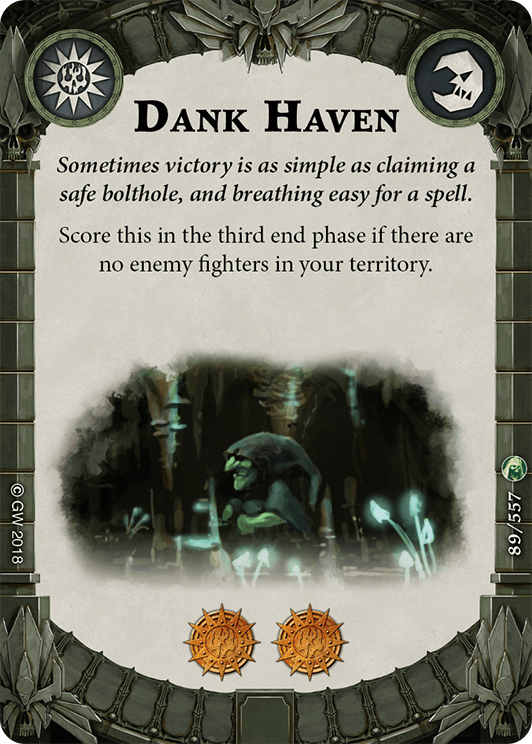 DANK HAVEN
Sometimes victory is as simple as claiming a
safe bolthole, and breathing easy for a spell.
Score this in the third end phase if there are
no enemy fighters in your territory.
© GW 2018
89/557